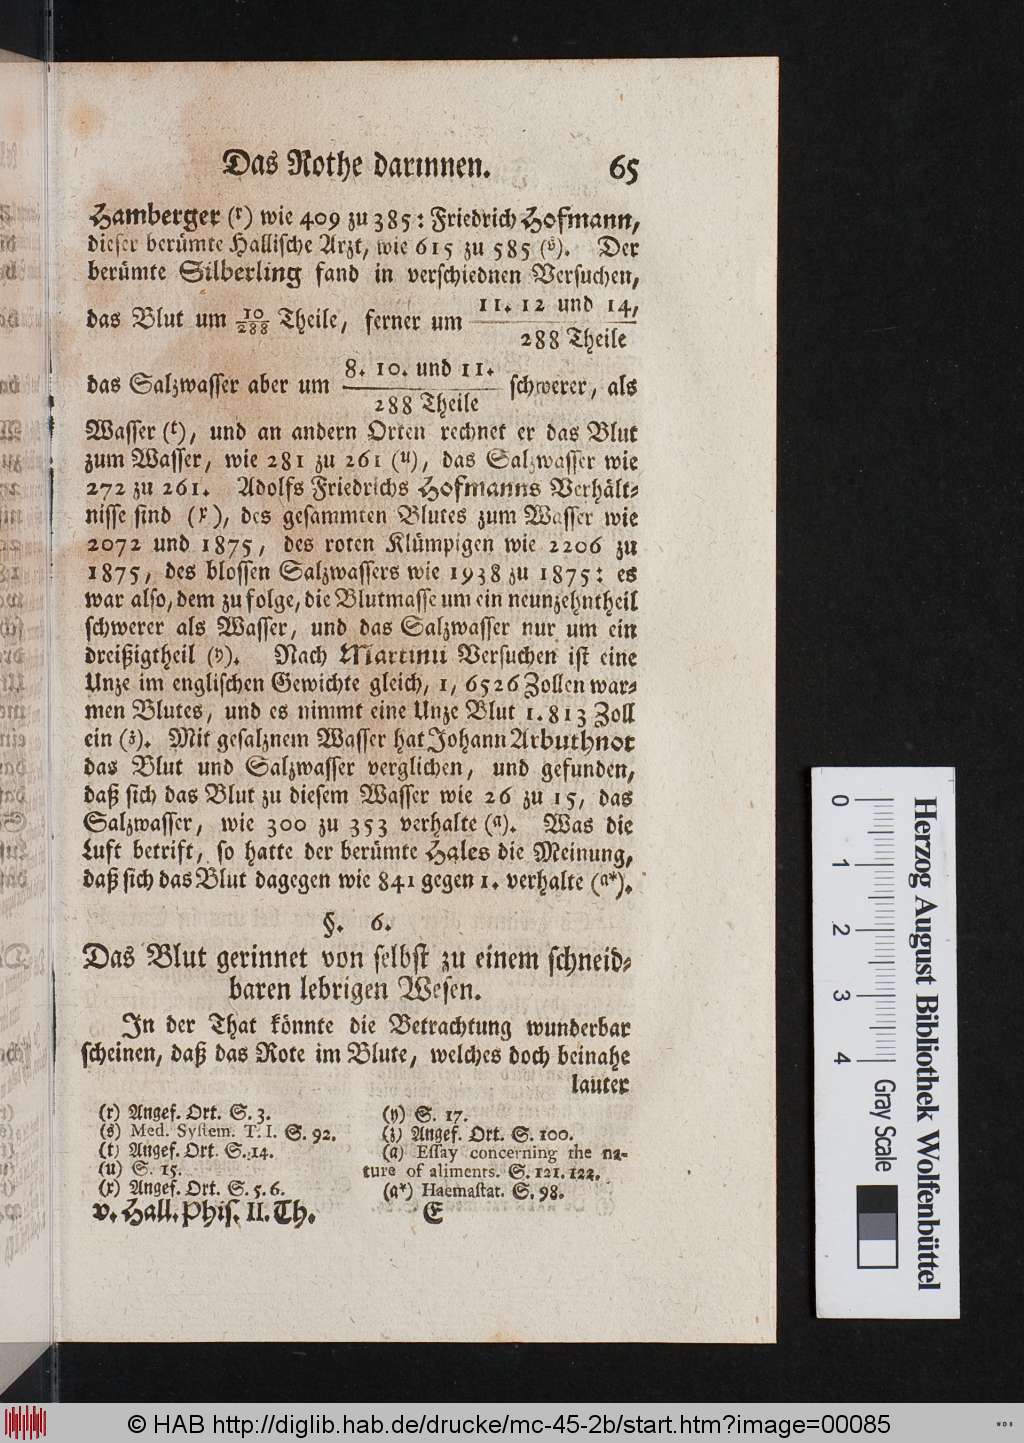 Das Rothe darinnen. 65
Hamberger (r) wie 409 zu 385: Friedrich Hofmann,
dieser berümte Hallische Arzt, wie 615 zu 585 (s). Der
berümte Silberling fand in verschiednen Versuchen,
das Blut um 10/288 Theile, ferner um 11. 12 und 14,/288 Theile
das Salzwasser aber um 8. 10. und 11./288 Theile schwerer, als
Wasser (t), und an andern Orten rechnet er das Blut
zum Wasser, wie 281 zu 261 (u), das Salzwasser wie
272 zu 261. Adolfs Friedrichs Hofmanns Verhält-
nisse sind (x), des gesammten Blutes zum Wasser wie
2072 und 1875, des roten Klümpigen wie 2206 zu
1875, des blossen Salzwassers wie 1938 zu 1875: es
war also, dem zu folge, die Blutmasse um ein neunzehntheil
schwerer als Wasser, und das Salzwasser nur um ein
dreißigtheil (y). Nach Martinii Versuchen ist eine
Unze im englischen Gewichte gleich, 1, 6526 Zollen war-
men Blutes, und es nimmt eine Unze Blut 1. 813 Zoll
ein (z). Mit gesalznem Wasser hat Johann Arbuthnot
das Blut und Salzwasser verglichen, und gefunden,
daß sich das Blut zu diesem Wasser wie 26 zu 15, das
Salzwasser, wie 300 zu 353 verhalte (a). Was die
Luft betrift, so hatte der berümte Hales die Meinung,
daß sich das Blut dagegen wie 841 gegen 1. verhalte (a*).
§. 6.
Das Blut gerinnet von selbst zu einem schneid-
baren lebrigen Wesen.
In der That könnte die Betrachtung wunderbar
scheinen, daß das Rote im Blute, welches doch beinahe
lauter
(r) Angef. Ort. S. 3.
(s) Med. System. T. I. S. 92.
(t) Angef. Ort. S. 14.
(u) S. 15.
(x) Angef. Ort. S. 5. 6.
(y) S. 17.
(z) Angef. Ort. S. 100.
(a) Essay concerning the na-
ture of aliments. S. 121. 122.
(a*) Haemastat. S. 98.
v. Hall. Phis. II. Th. E
Herzog August Bibliothek Wolfenbüttel
0 1 2 3 4 Gray Scale
© HAB http://diglib.hab.de/drucke/mc-45-2b/start.htm?image=00085